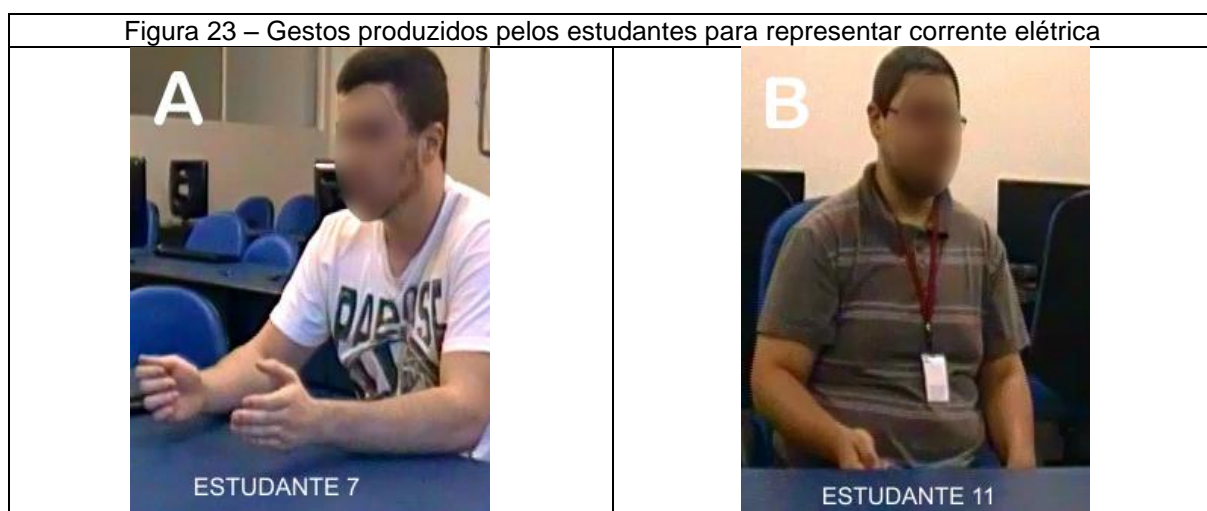 Figura 23 – Gestos produzidos pelos estudantes para representar corrente elétrica
A
B
ESTUDANTE 7
ESTUDANTE 11